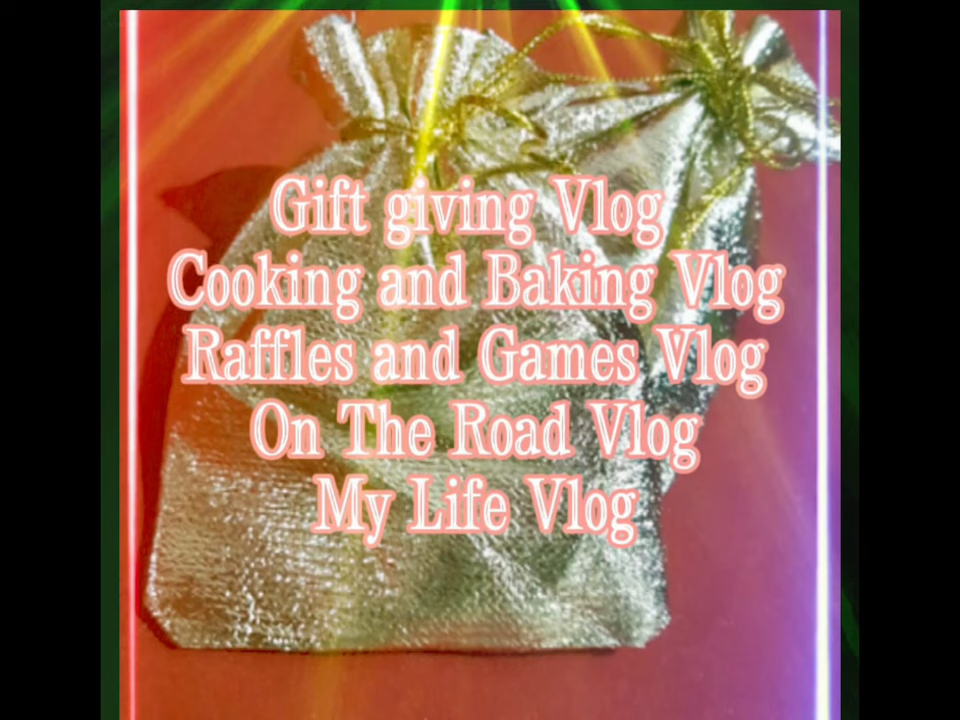 Gift giving Vlog
Cooking and Baking Vlog
Raffles and Games Vlog
On The Road Vlog
My Life Vlog